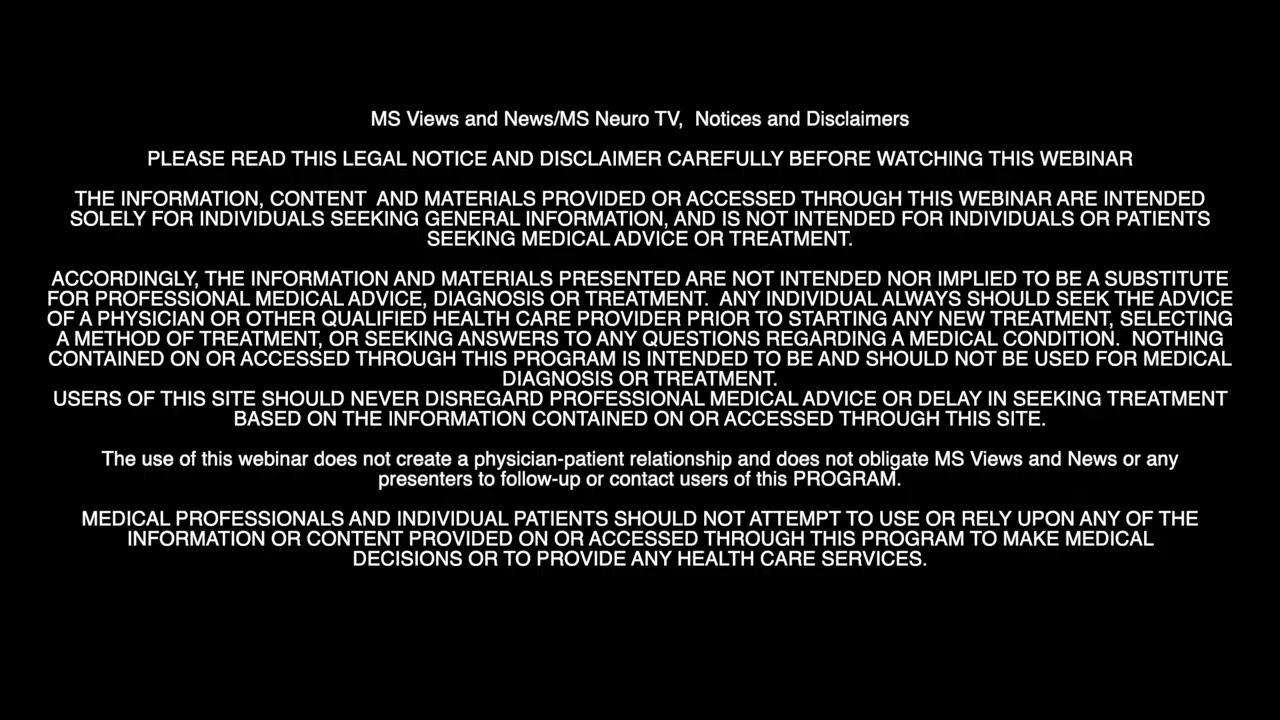 MS Views and News/MS Neuro TV,  Notices and Disclaimers
PLEASE READ THIS LEGAL NOTICE AND DISCLAIMER CAREFULLY BEFORE WATCHING THIS WEBINAR
THE INFORMATION, CONTENT  AND MATERIALS PROVIDED OR ACCESSED THROUGH THIS WEBINAR ARE INTENDED
SOLELY FOR INDIVIDUALS SEEKING GENERAL INFORMATION, AND IS NOT INTENDED FOR INDIVIDUALS OR PATIENTS
SEEKING MEDICAL ADVICE OR TREATMENT.
ACCORDINGLY, THE INFORMATION AND MATERIALS PRESENTED ARE NOT INTENDED NOR IMPLIED TO BE A SUBSTITUTE
FOR PROFESSIONAL MEDICAL ADVICE, DIAGNOSIS OR TREATMENT.  ANY INDIVIDUAL ALWAYS SHOULD SEEK THE ADVICE
OF A PHYSICIAN OR OTHER QUALIFIED HEALTH CARE PROVIDER PRIOR TO STARTING ANY NEW TREATMENT, SELECTING
A METHOD OF TREATMENT, OR SEEKING ANSWERS TO ANY QUESTIONS REGARDING A MEDICAL CONDITION.  NOTHING
CONTAINED ON OR ACCESSED THROUGH THIS PROGRAM IS INTENDED TO BE AND SHOULD NOT BE USED FOR MEDICAL
DIAGNOSIS OR TREATMENT.
USERS OF THIS SITE SHOULD NEVER DISREGARD PROFESSIONAL MEDICAL ADVICE OR DELAY IN SEEKING TREATMENT
BASED ON THE INFORMATION CONTAINED ON OR ACCESSED THROUGH THIS SITE.
The use of this webinar does not create a physician-patient relationship and does not obligate MS Views and News or any
presenters to follow-up or contact users of this PROGRAM.
MEDICAL PROFESSIONALS AND INDIVIDUAL PATIENTS SHOULD NOT ATTEMPT TO USE OR RELY UPON ANY OF THE
INFORMATION OR CONTENT PROVIDED ON OR ACCESSED THROUGH THIS PROGRAM TO MAKE MEDICAL
DECISIONS OR TO PROVIDE ANY HEALTH CARE SERVICES.